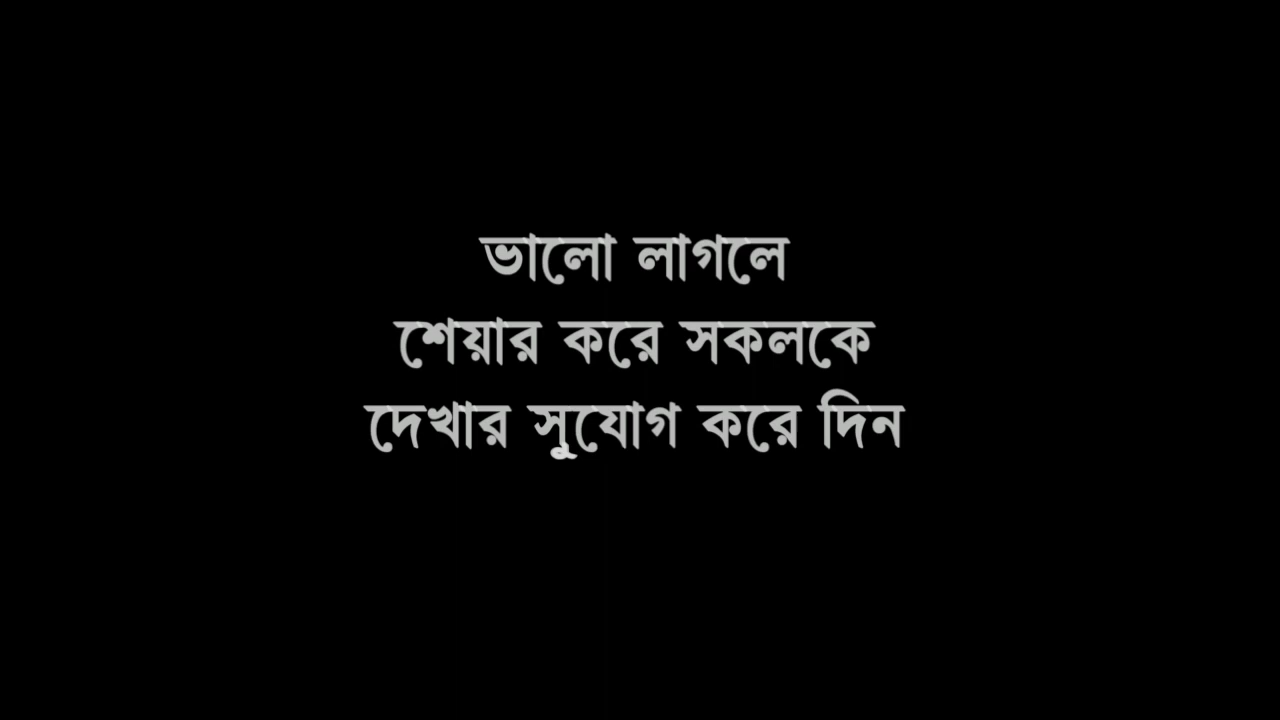 ভালো লাগলে
শেয়ার করে সকলকে
দেখার সুযোগ করে দিন